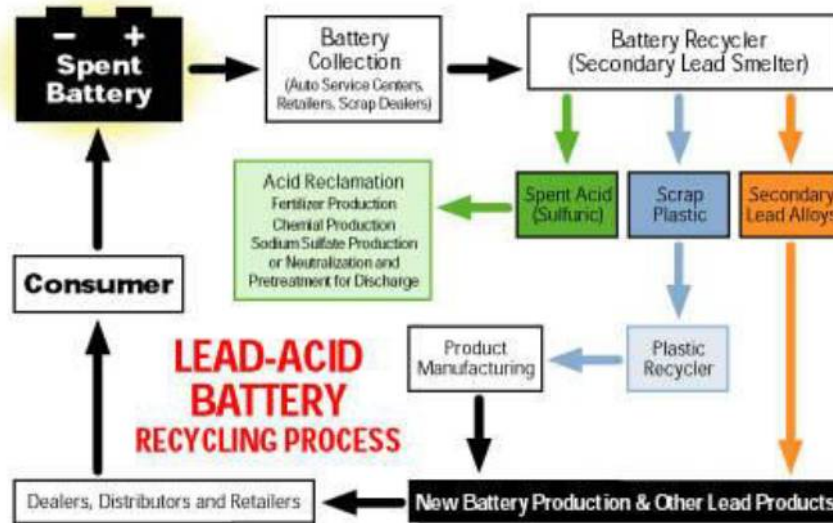 − +
Spent
Battery
Battery
Collection
(Auto Service Centers,
Retailers, Scrap Dealers)
Battery Recycler
(Secondary Lead Smelter)
Acid Reclamation
Fertilizer Production
Chemial Production
Sodium Sulfate Production
or Neutralization and
Pretreatment for Discharge
Spent Acid
(Sulfuric)
Scrap
Plastic
Secondary
Lead Alloys
Consumer
LEAD-ACID
BATTERY
RECYCLING PROCESS
Product
Manufacturing
Plastic
Recycler
Dealers, Distributors and Retailers
New Battery Production & Other Lead Products